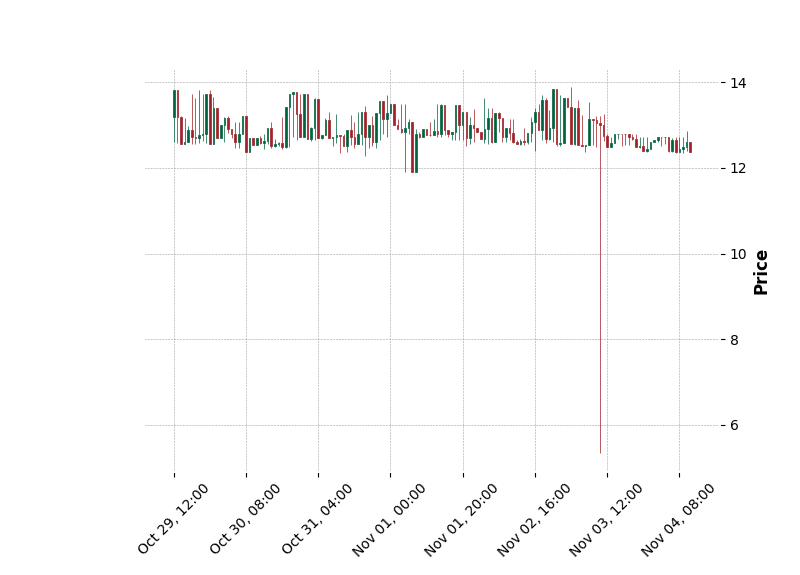 14
12
10
8
6
Price
Oct 29, 12:00
Oct 30, 08:00
Oct 31, 04:00
Nov 01, 00:00
Nov 01, 20:00
Nov 02, 16:00
Nov 03, 12:00
Nov 04, 08:00